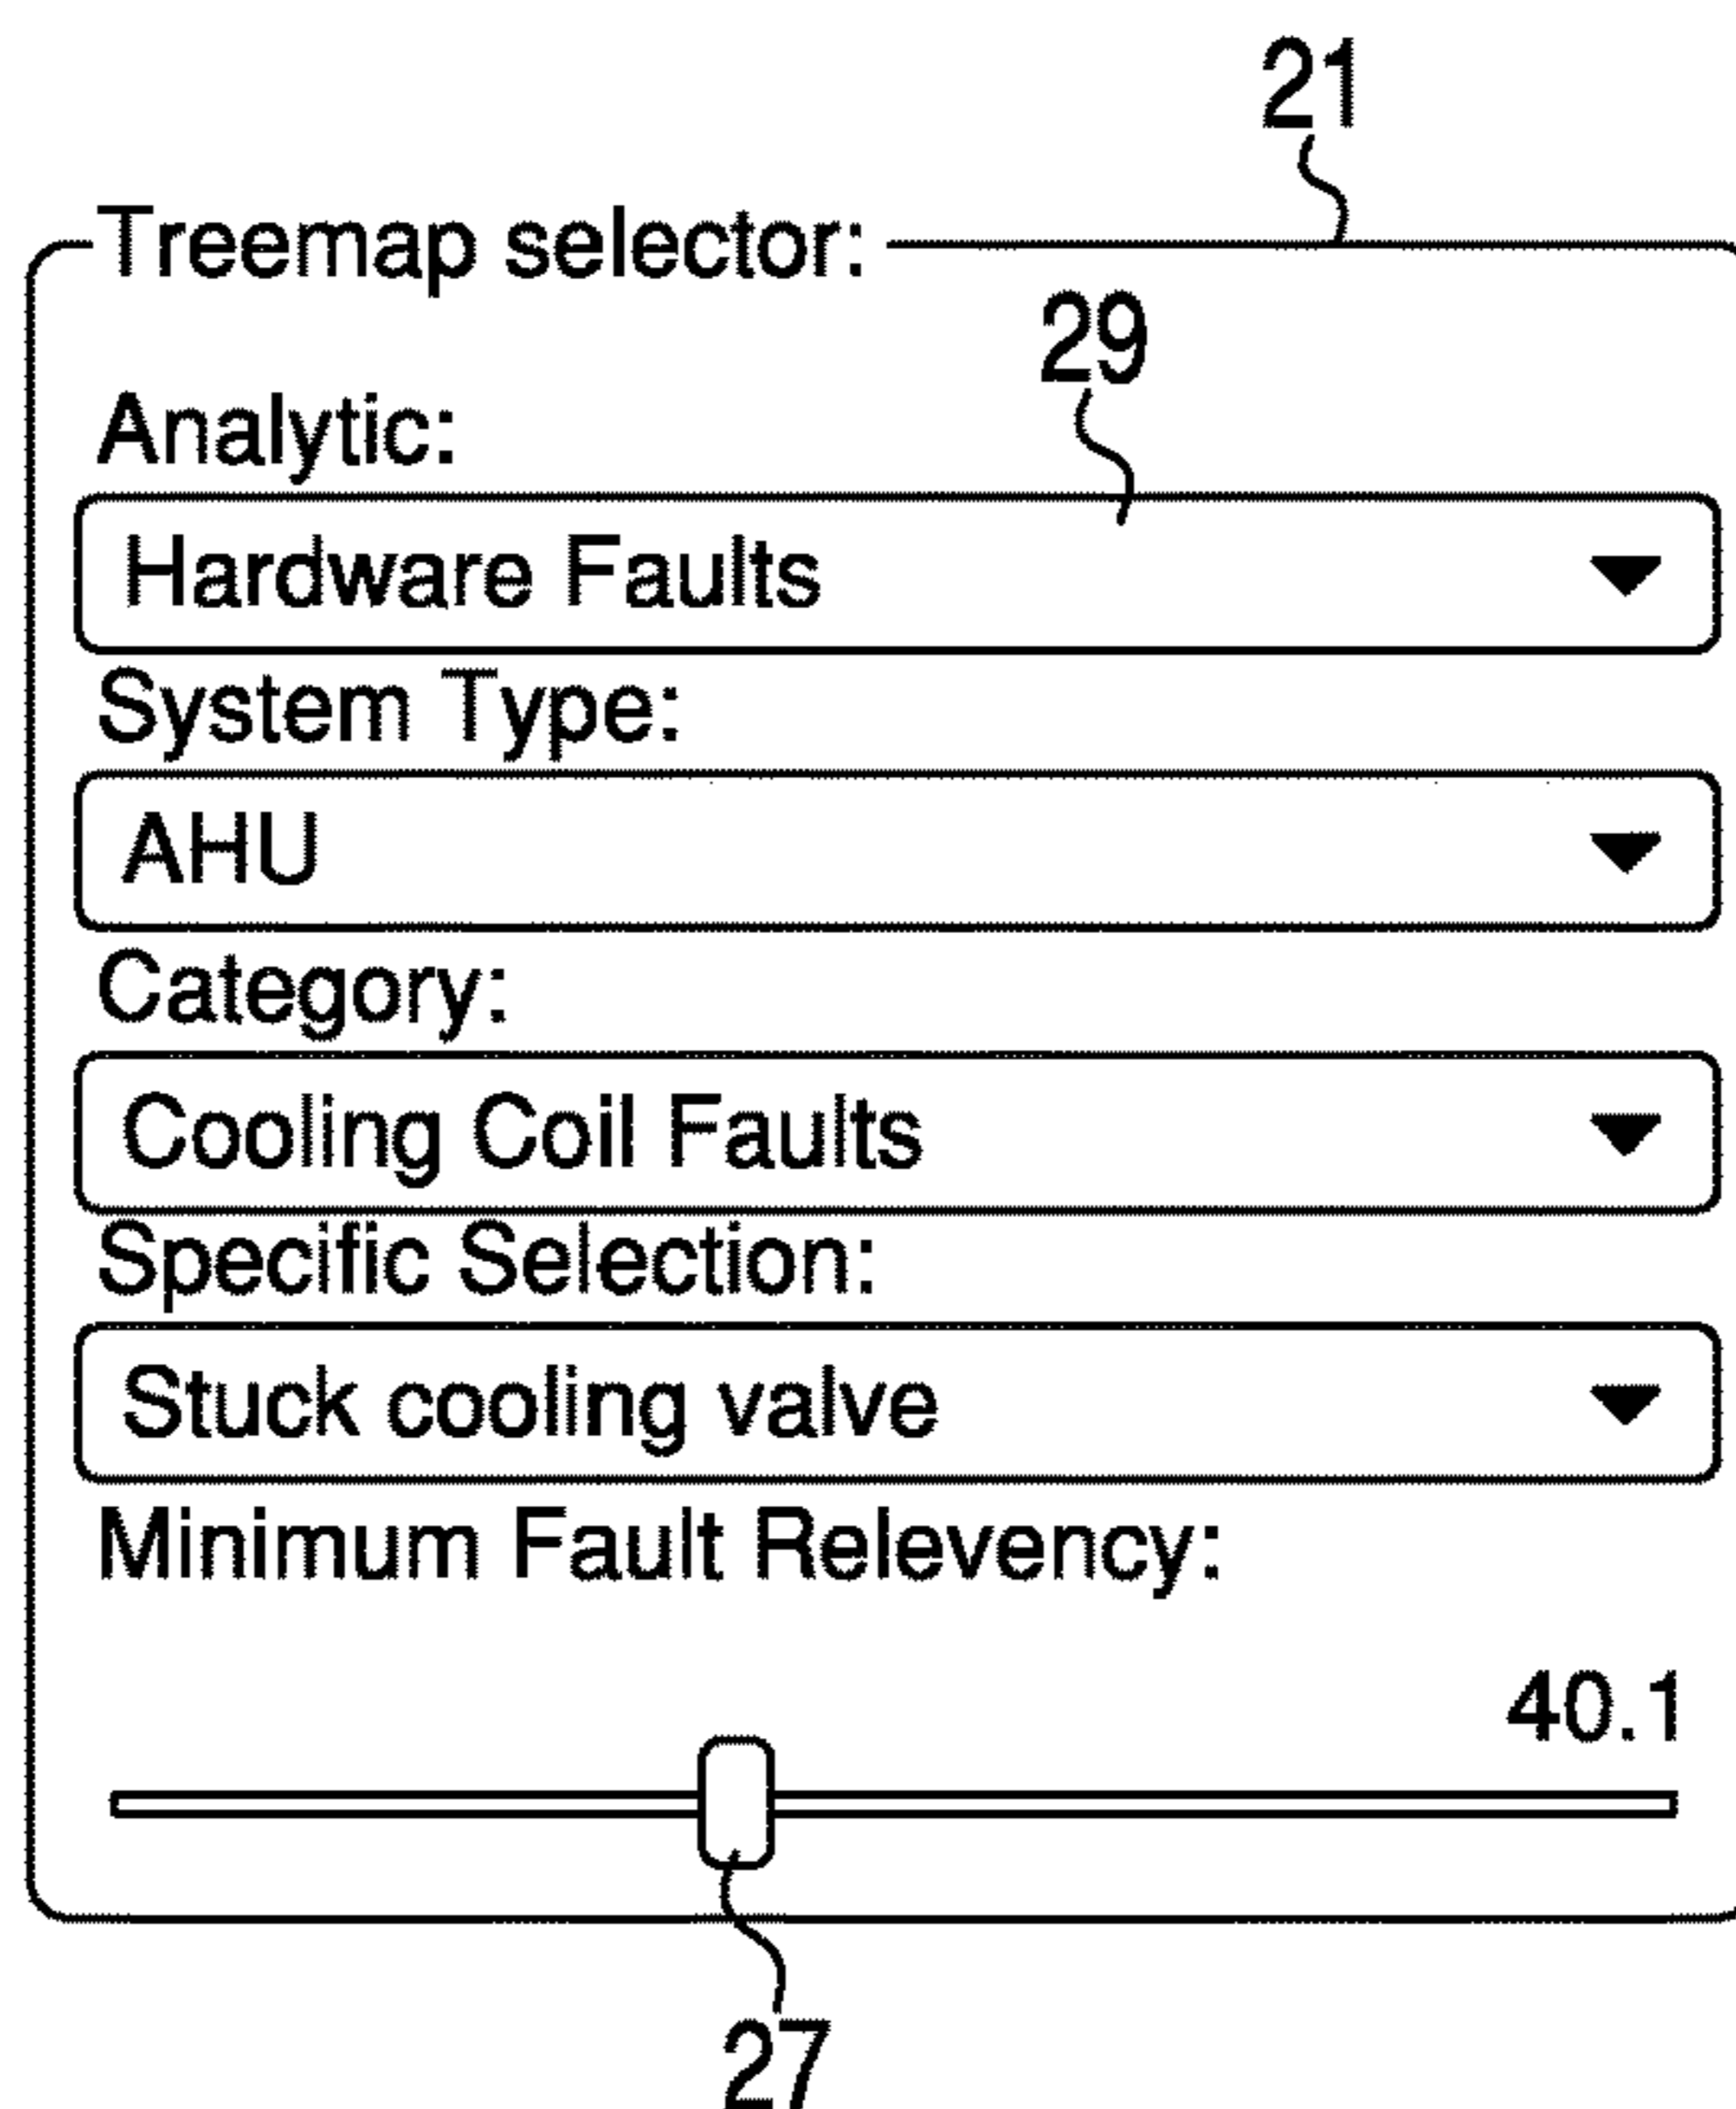 21
Treemap selector:
29
Analytic:
Hardware Faults
System Type:
AHU
Category:
Cooling Coil Faults
Specific Selection:
Stuck cooling valve
Minimum Fault Relevency:
40.1
27